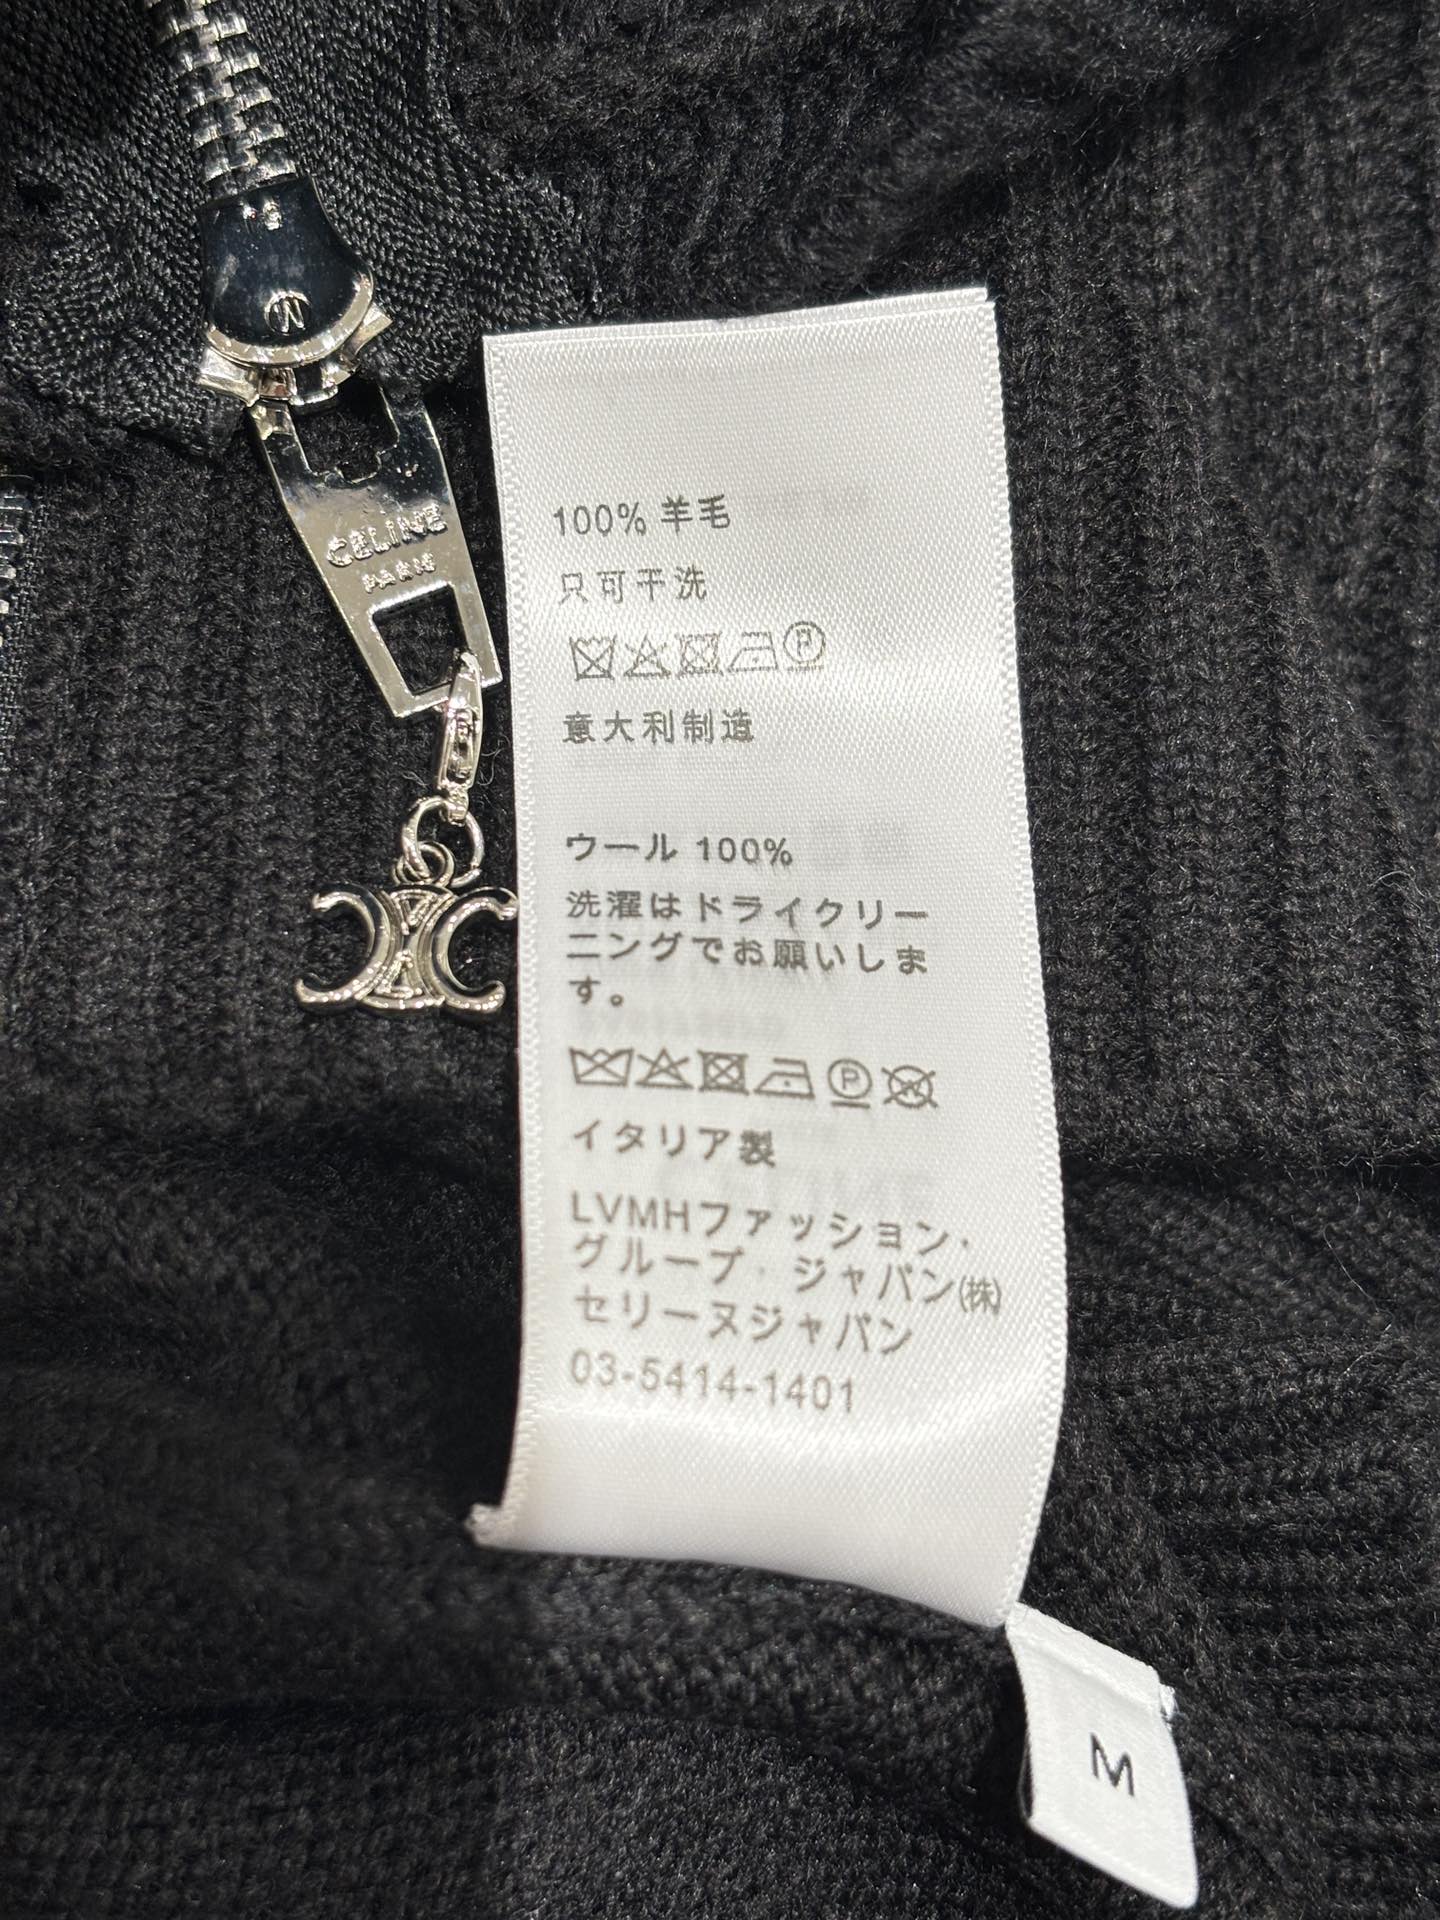 CELINE
PARIS
100% 羊毛
只可干洗
P
意大利制造
ウール 100%
洗濯はドライクリー
ニングでお願いしま
す。
P
イタリア製
LVMHファッション・
グループ・ジャパン(株)
セリーヌジャパン
03-5414-1401
M